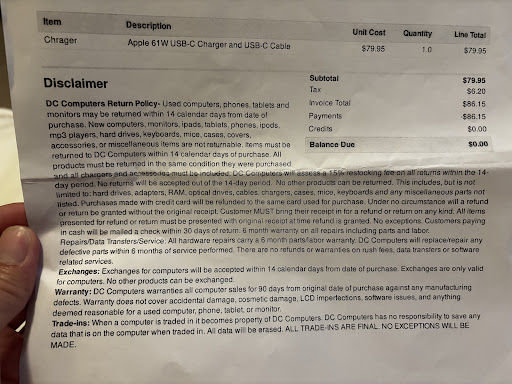 Item Description Unit Cost Quantity Line Total
Chrager Apple 61W USB-C Charger and USB-C Cable $79.95 1.0 $79.95
Subtotal $79.95
Tax $6.20
Invoice Total $86.15
Payments -$86.15
Credits $0.00
Balance Due $0.00
Disclaimer
DC Computers Return Policy- Used computers, phones, tablets and
monitors may be returned within 14 calendar days from date of
purchase. New computers, monitors, ipads, tablets, phones, ipods,
mp3 players, hard drives, keyboards, mice, cases, covers,
accessories, or miscellaneous items are not returnable. Items must be
returned to DC Computers within 14 calendar days of purchase. All
products must be returned in the same condition they were purchased
and all chargers and accessories must be included. DC Computers will assess a 15% restocking fee on all returns within the 14-
day period. No returns will be accepted out of the 14-day period. No other products can be returned. This includes, but is not
limited to: hard drives, adapters, RAM, optical drives, cables, chargers, cases, mice, keyboards and any miscellaneous parts not
listed. Purchases made with credit card will be refunded to the same card used for purchase. Under no circumstance will a refund
or return be granted without the original receipt. Customer MUST bring their receipt in for a refund or return on any kind. All items
presented for refund or return must be presented with original receipt at time refund is granted. No exceptions. Customers paying
in cash will be mailed a check within 30 days of return. 6 month warranty on all repairs including parts and labor.
Repairs/Data Transfers/Service: All hardware repairs carry a 6 month parts/labor warranty. DC Computers will replace/repair any
defective parts within 6 months of service performed. There are no refunds or warranties on rush fees, data transfers or software
related services.
Exchanges: Exchanges for computers will be accepted within 14 calendar days from date of purchase. Exchanges are only valid
for computers. No other products can be exchanged.
Warranty: DC Computers warranties all computer sales for 90 days from original date of purchase against any manufacturing
defects. Warranty does not cover accidental damage, cosmetic damage, LCD imperfections, software issues, and anything
deemed reasonable for a used computer, phone, tablet, or monitor.
Trade-ins: When a computer is traded in it becomes property of DC Computers. DC Computers has no responsibility to save any
data that is on the computer when traded in. All data will be erased. ALL TRADE-INS ARE FINAL. NO EXCEPTIONS WILL BE
MADE.